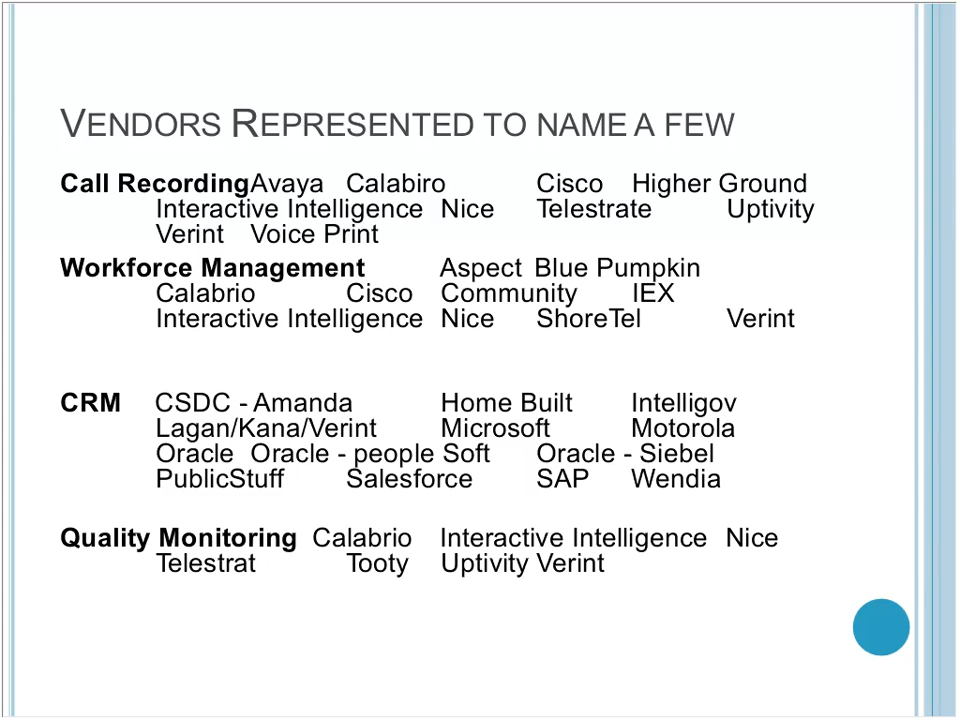 VENDORS REPRESENTED TO NAME A FEW
Call Recording Avaya Calabiro Cisco Higher Ground
Interactive Intelligence Nice Telestrate Uptivity
Verint Voice Print
Workforce Management Aspect Blue Pumpkin
Calabrio Cisco Community IEX
Interactive Intelligence Nice ShoreTel Verint
CRM CSDC - Amanda Home Built Intelligov
Lagan/Kana/Verint Microsoft Motorola
Oracle Oracle - people Soft Oracle - Siebel
PublicStuff Salesforce SAP Wendia
Quality Monitoring Calabrio Interactive Intelligence Nice
Telestrat Tooty Uptivity Verint